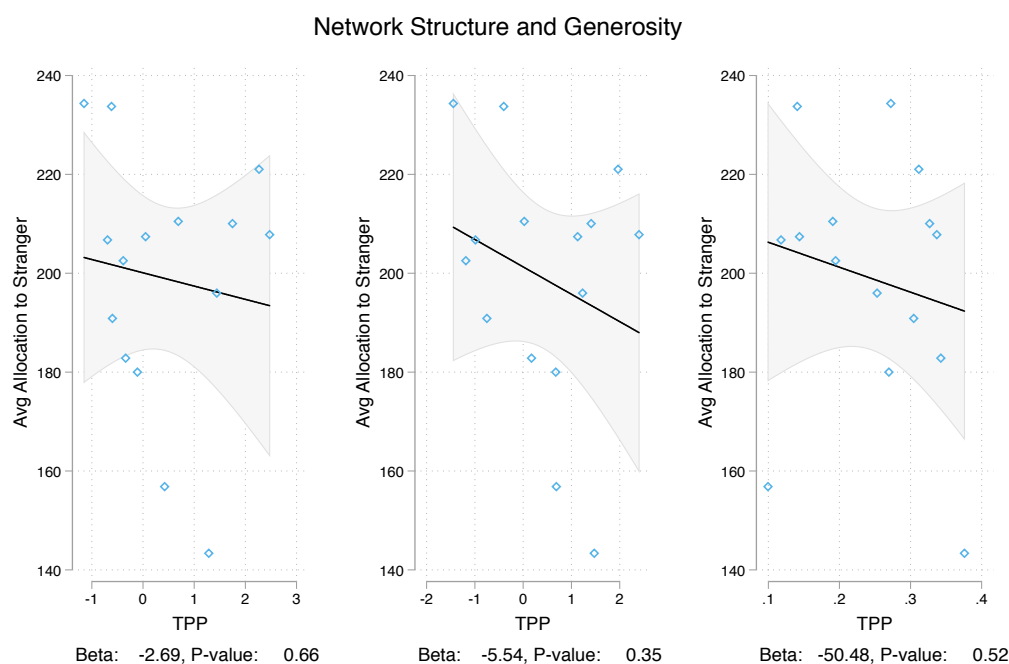 Network Structure and Generosity
240 240 240
220 220 220
200 200 200
180 180 180
160 160 160
140 140 140
Avg Allocation to Stranger Avg Allocation to Stranger Avg Allocation to Stranger
-1 0 1 2 3 -2 -1 0 1 2 .1 .2 .3 .4
TPP TPP TPP
Beta: -2.69, P-value: 0.66 Beta: -5.54, P-value: 0.35 Beta: -50.48, P-value: 0.52